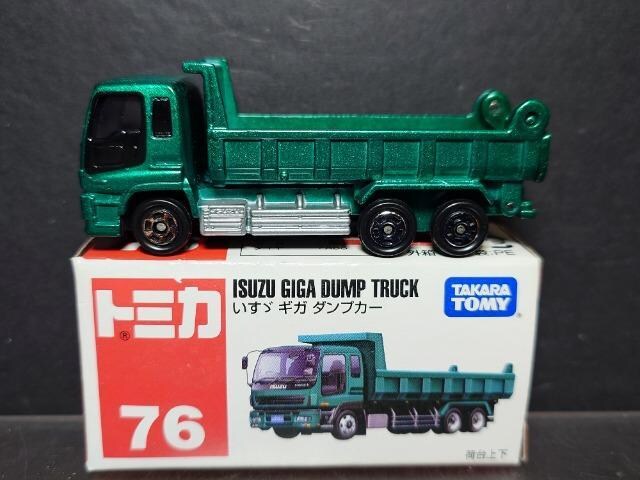 トミカ®
76
ISUZU GIGA DUMP TRUCK
いすゞ ギガ ダンプカー
TAKARA
TOMY
ISUZU
荷台上下